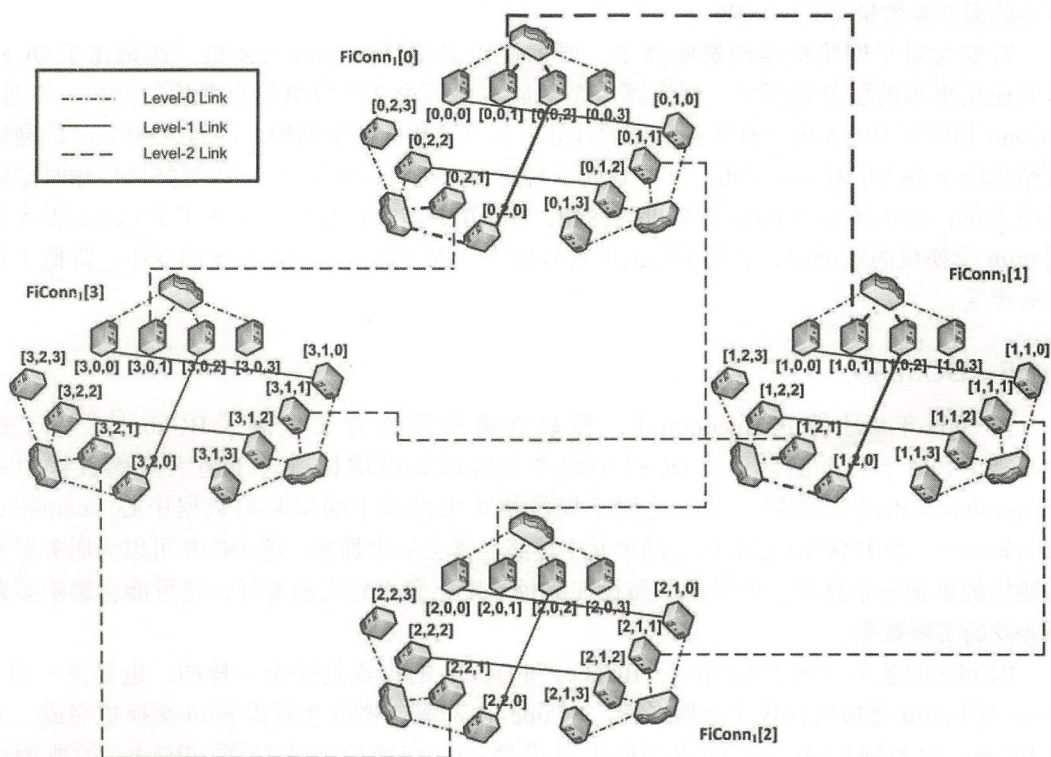 FiConn₁[0]
Level-0 Link
Level-1 Link
Level-2 Link
[0,0,0] [0,0,1] [0,0,2] [0,0,3]
[0,1,0]
[0,1,1]
[0,1,2]
[0,1,3]
[0,2,3]
[0,2,2]
[0,2,1]
[0,2,0]
FiConn₁[3]
[3,0,0] [3,0,1] [3,0,2] [3,0,3]
[3,1,0]
[3,1,1]
[3,1,2]
[3,1,3]
[3,2,3]
[3,2,2]
[3,2,1]
[3,2,0]
FiConn₁[1]
[1,0,0] [1,0,1] [1,0,2] [1,0,3]
[1,1,0]
[1,1,1]
[1,1,2]
[1,1,3]
[1,2,3]
[1,2,2]
[1,2,1]
[1,2,0]
[2,0,0] [2,0,1] [2,0,2] [2,0,3]
[2,1,0]
[2,1,1]
[2,1,2]
[2,1,3]
[2,2,3]
[2,2,2]
[2,2,1]
[2,2,0]
FiConn₁[2]